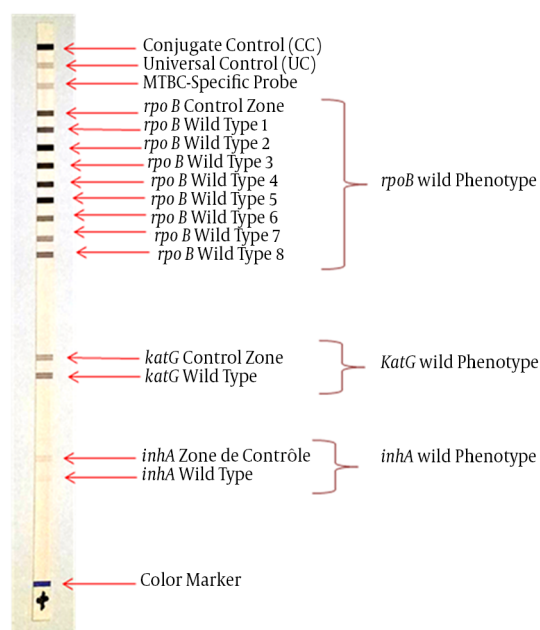 Conjugate Control (CC)
Universal Control (UC)
MTBC-Specific Probe
rpo B Control Zone
rpo B Wild Type 1
rpo B Wild Type 2
rpo B Wild Type 3
rpo B Wild Type 4
rpo B Wild Type 5
rpo B Wild Type 6
rpo B Wild Type 7
rpo B Wild Type 8
rpoB wild Phenotype
katG Control Zone
katG Wild Type
KatG wild Phenotype
inhA Zone de Contrôle
inhA Wild Type
inhA wild Phenotype
Color Marker